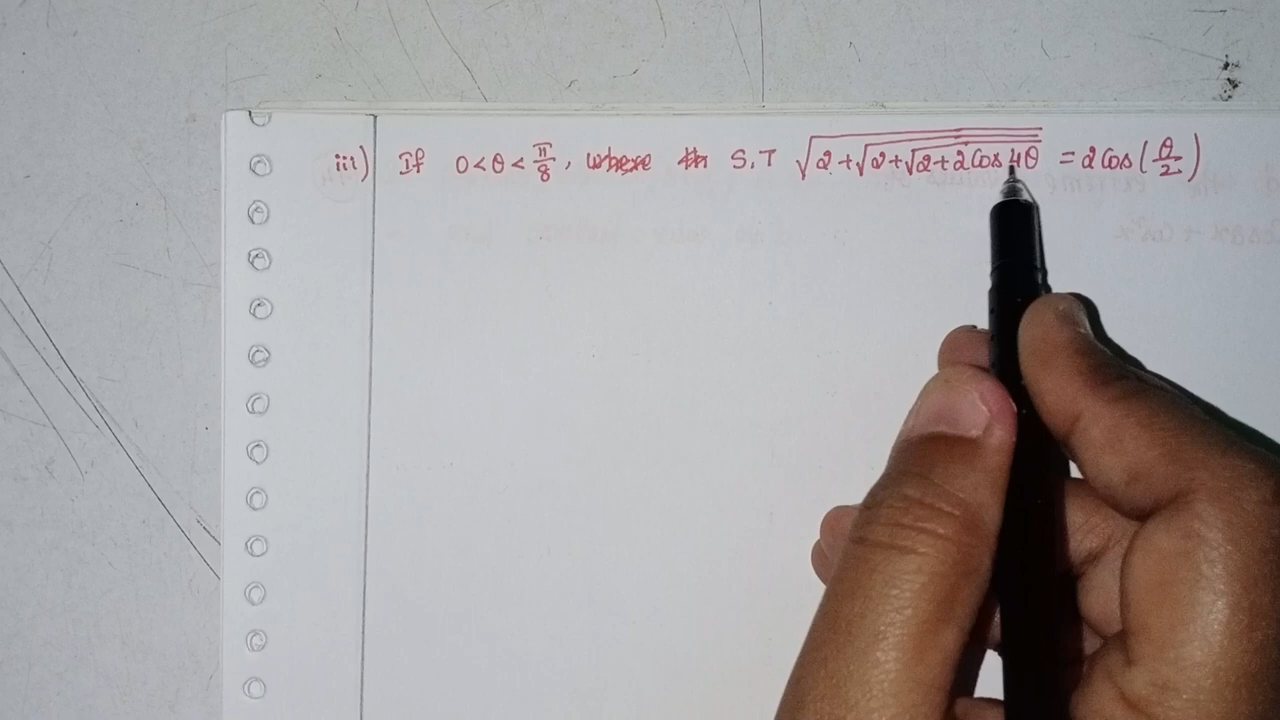 iii) If 0<θ<π/8, where S.T √(2+√(2+√(2+2Cos4θ))) = 2Cos(θ/2)